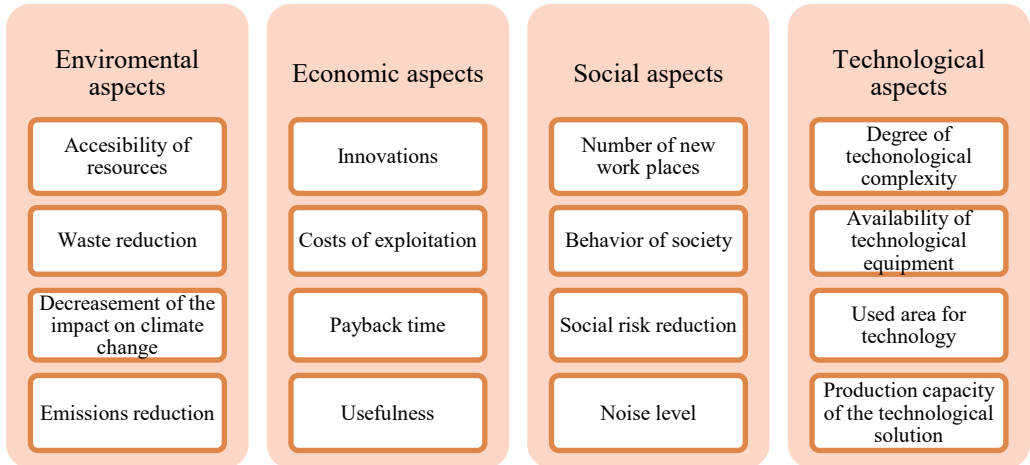 Enviromental
aspects
Accesibility of
resources
Waste reduction
Decreasement of the
impact on climate
change
Emissions reduction
Economic aspects
Innovations
Costs of exploitation
Payback time
Usefulness
Social aspects
Number of new
work places
Behavior of society
Social risk reduction
Noise level
Technological
aspects
Degree of
techonological
complexity
Availability of
technological
equipment
Used area for
technology
Production capacity
of the technological
solution